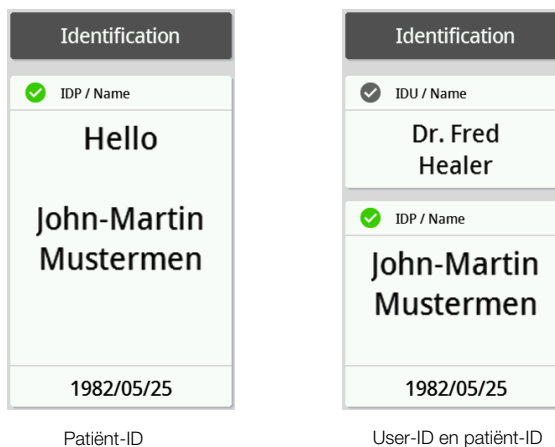 Identification
IDP / Name
Hello
John-Martin
Mustermen
1982/05/25
Patiënt-ID
Identification
IDU / Name
Dr. Fred
Healer
IDP / Name
John-Martin
Mustermen
1982/05/25
User-ID en patiënt-ID